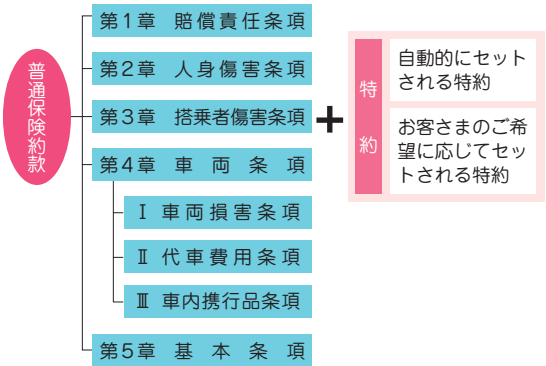 普通保険約款
第1章 賠償責任条項
第2章 人身傷害条項
第3章 搭乗者傷害条項
第4章 車両条項
Ⅰ 車両損害条項
Ⅱ 代車費用条項
Ⅲ 車内携行品条項
第5章 基本条項
+
特約
自動的にセット
される特約
お客さまのご希
望に応じてセッ
トされる特約